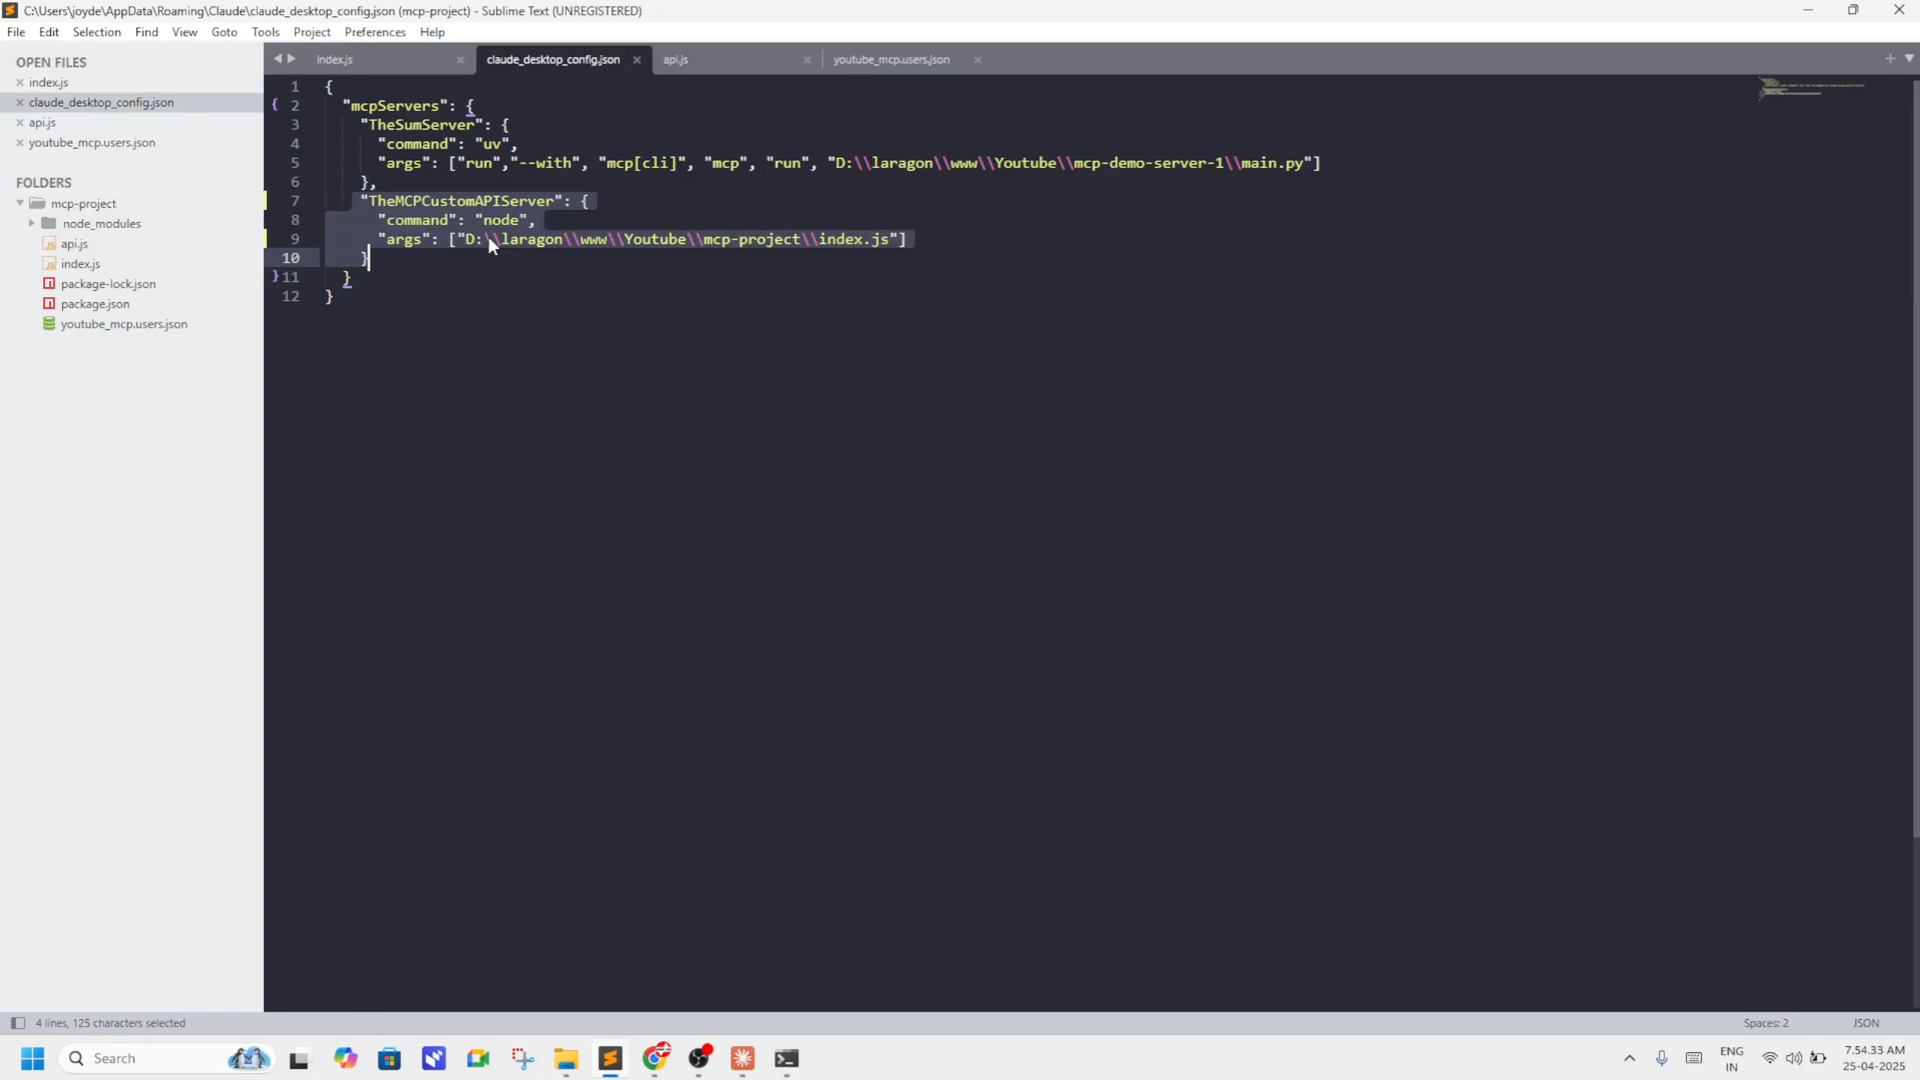 C:\Users\joyde\AppData\Roaming\Claude\claude_desktop_config.json (mcp-project) - Sublime Text (UNREGISTERED)
File Edit Selection Find View Goto Tools Project Preferences Help
OPEN FILES
index.js
claude_desktop_config.json
api.js
youtube_mcp.users.json
FOLDERS
mcp-project
node_modules
api.js
index.js
package-lock.json
package.json
youtube_mcp.users.json
index.js claude_desktop_config.json api.js youtube_mcp.users.json
1 {
2 "mcpServers": {
3 "TheSumServer": {
4 "command": "uv",
5 "args": ["run","--with", "mcp[cli]", "mcp", "run", "D:\\laragon\\www\\Youtube\\mcp-demo-server-1\\main.py"]
6 },
7 "TheMCPCustomAPIServer": {
8 "command": "node",
9 "args": ["D:\\laragon\\www\\Youtube\\mcp-project\\index.js"]
10 }
11 }
12 }
4 lines, 125 characters selected
Spaces: 2 JSON
Search
ENG
IN
7.54.33 AM
25-04-2025